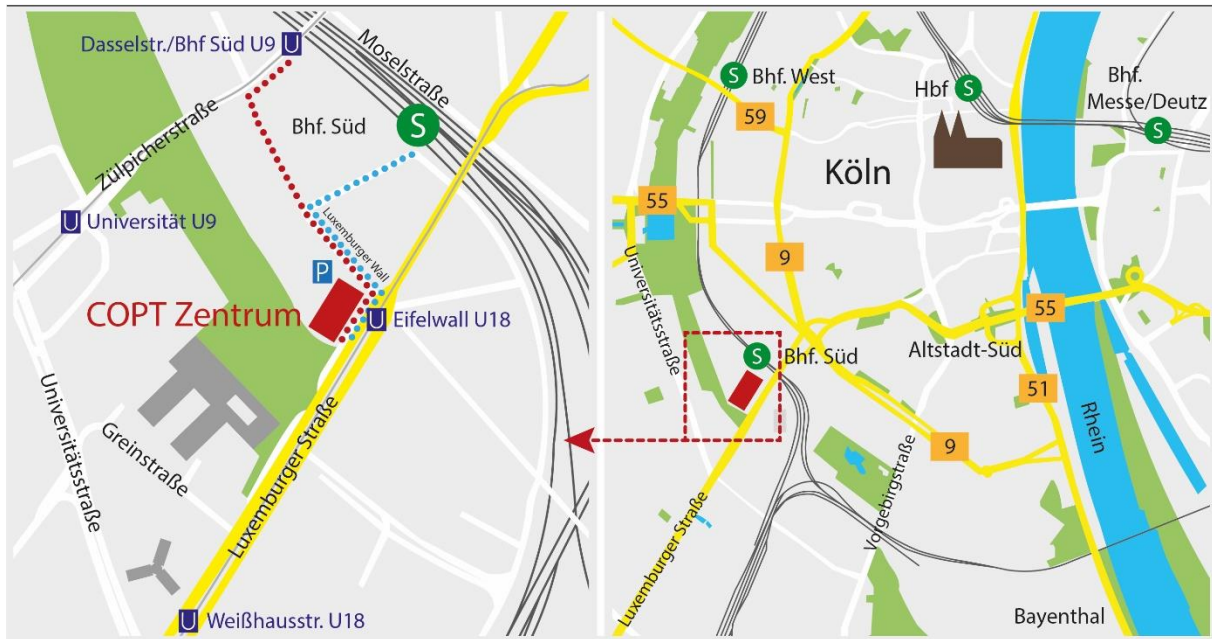 Dasselstr./Bhf Süd U9
U
Moselstraße
Bhf. Süd
S
Zülpicherstraße
U
Universität U9
Luxemburger Wall
P
COPT Zentrum
U
Eifelwall U18
Universitätsstraße
Greinstraße
Luxemburger Straße
U
Weißhausstr. U18
S
Bhf. West
Hbf
S
Bhf.
Messe/Deutz
S
59
Köln
55
9
Universitätsstraße
S
Bhf. Süd
Altstadt-Süd
55
51
Rhein
9
Vorgebirgstraße
Luxemburger Straße
Bayenthal